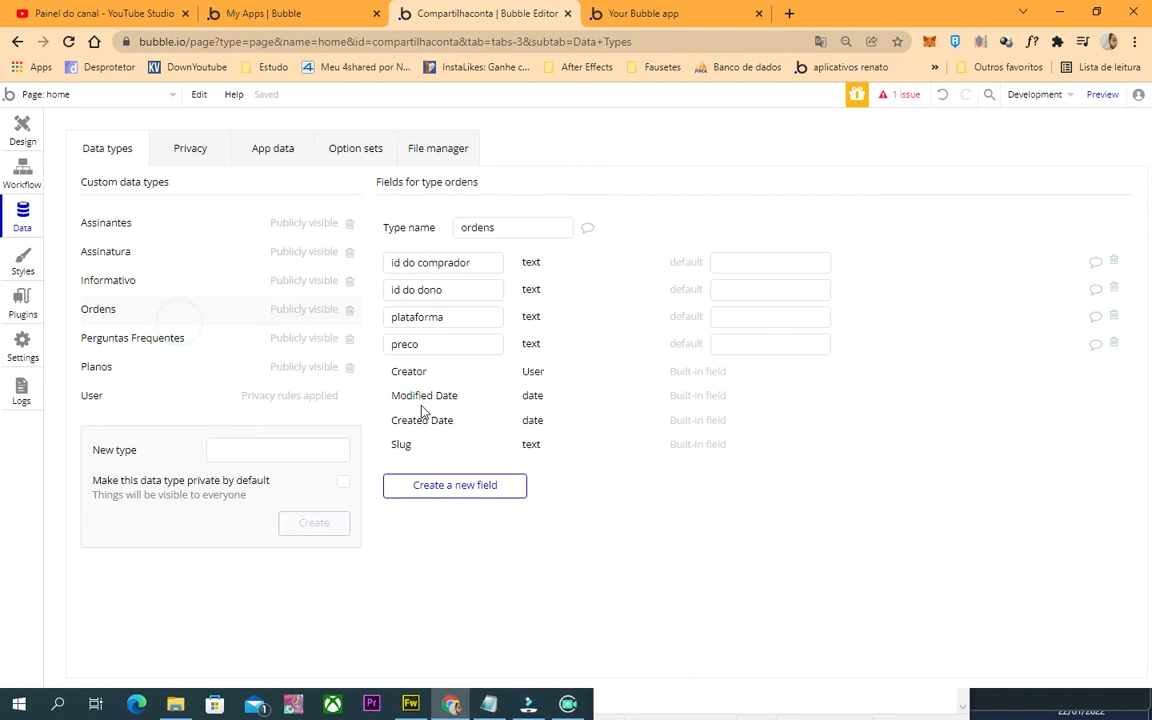 Painel do canal - YouTube Studio
My Apps | Bubble
Compartilhaconta | Bubble Editor
Your Bubble app
bubble.io/page?type=page&name=home&id=compartilhaconta&tab=tabs-3&subtab=Data+Types
Apps
Desprotetor
DownYoutube
Estudo
Meu 4shared por N...
InstaLikes: Ganhe c...
After Effects
Fausetes
Banco de dados
aplicativos renato
»
Outros favoritos
Lista de leitura
Page: home
Edit
Help
Saved
1 issue
Development
Preview
Design
Workflow
Data
Styles
Plugins
Settings
Logs
Data types
Privacy
App data
Option sets
File manager
Custom data types
Assinantes Publicly visible
Assinatura Publicly visible
Informativo Publicly visible
Ordens Publicly visible
Perguntas Frequentes Publicly visible
Planos Publicly visible
User Privacy rules applied
New type
Make this data type private by default
Things will be visible to everyone
Create
Fields for type ordens
Type name ordens
id do comprador text default
id do dono text default
plataforma text default
preco text default
Creator User Built-in field
Modified Date date Built-in field
Created Date date Built-in field
Slug text Built-in field
Create a new field